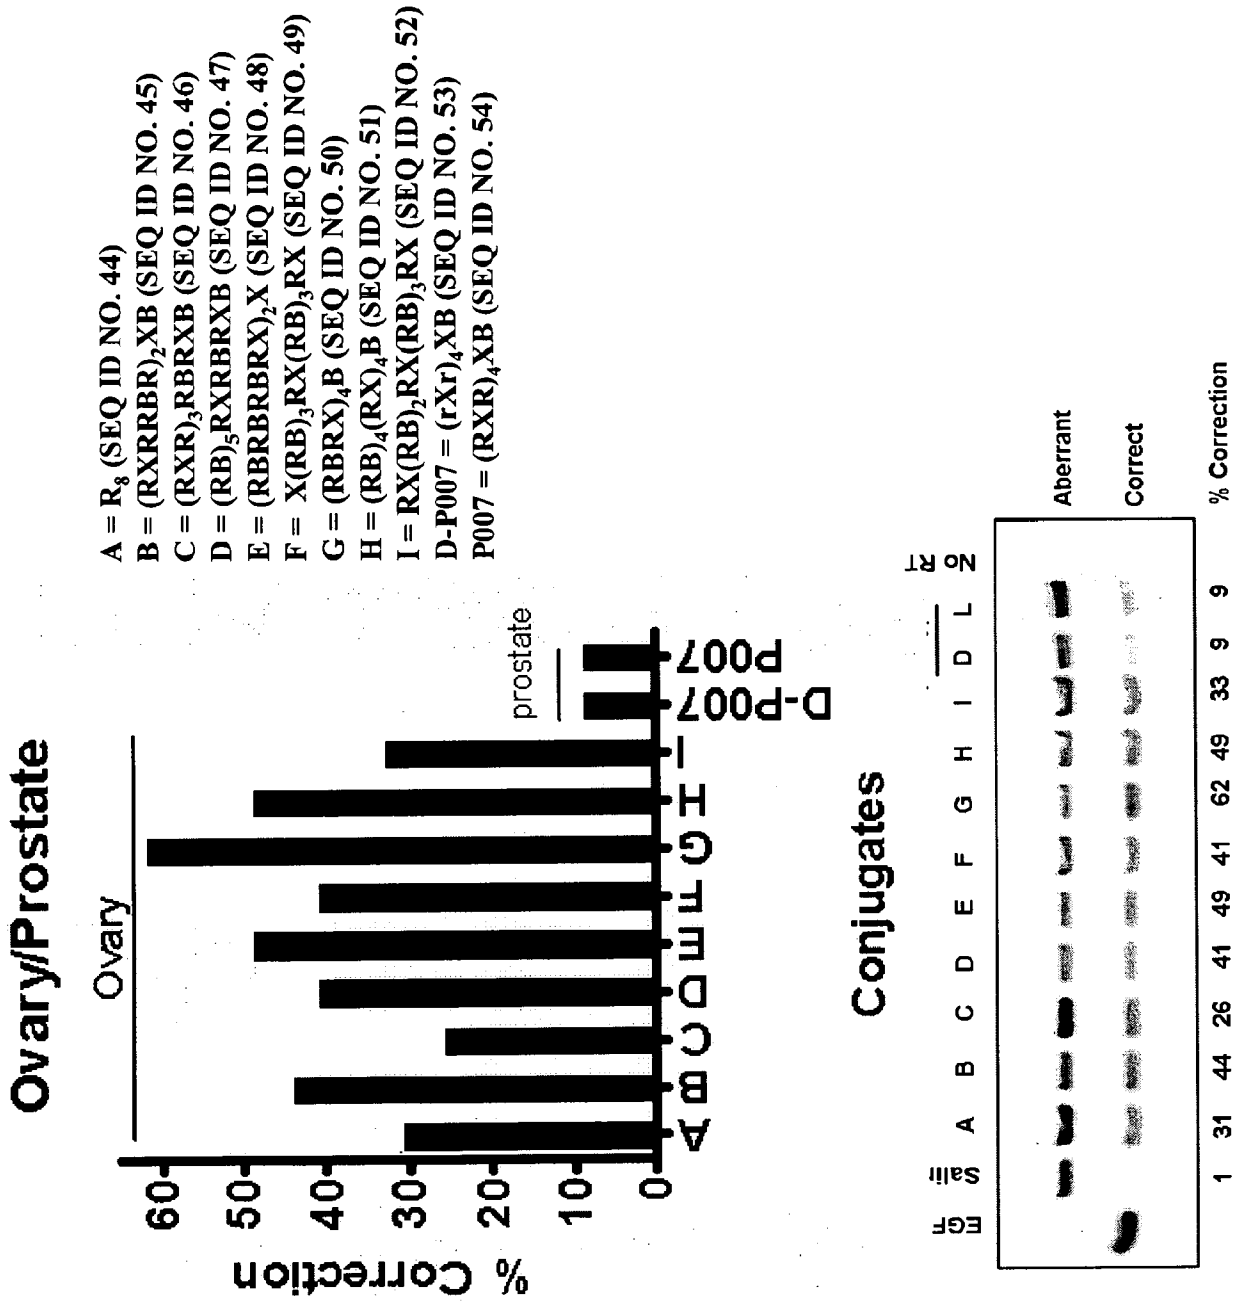 Ovary/Prostate
Ovary
prostate
% Correction
60
50
40
30
20
10
0
A B C D E F G H I D-P007 P007
A = R₈ (SEQ ID NO. 44)
B = (RXRRBR)₂XB (SEQ ID NO. 45)
C = (RXR)₃RBRXB (SEQ ID NO. 46)
D = (RB)₅RXRBRXB (SEQ ID NO. 47)
E = (RBRBRBRX)₂X (SEQ ID NO. 48)
F = X(RB)₃RX(RB)₃RX (SEQ ID NO. 49)
G = (RBRX)₄B (SEQ ID NO. 50)
H = (RB)₄(RX)₄B (SEQ ID NO. 51)
I = RX(RB)₂RX(RB)₃RX (SEQ ID NO. 52)
D-P007 = (rXr)₄XB (SEQ ID NO. 53)
P007 = (RXR)₄XB (SEQ ID NO. 54)
Conjugates
EGF A B C D E F G H I D L No RT
Aberrant
Correct
1 31 44 26 41 49 41 62 49 33 9 9 % Correction